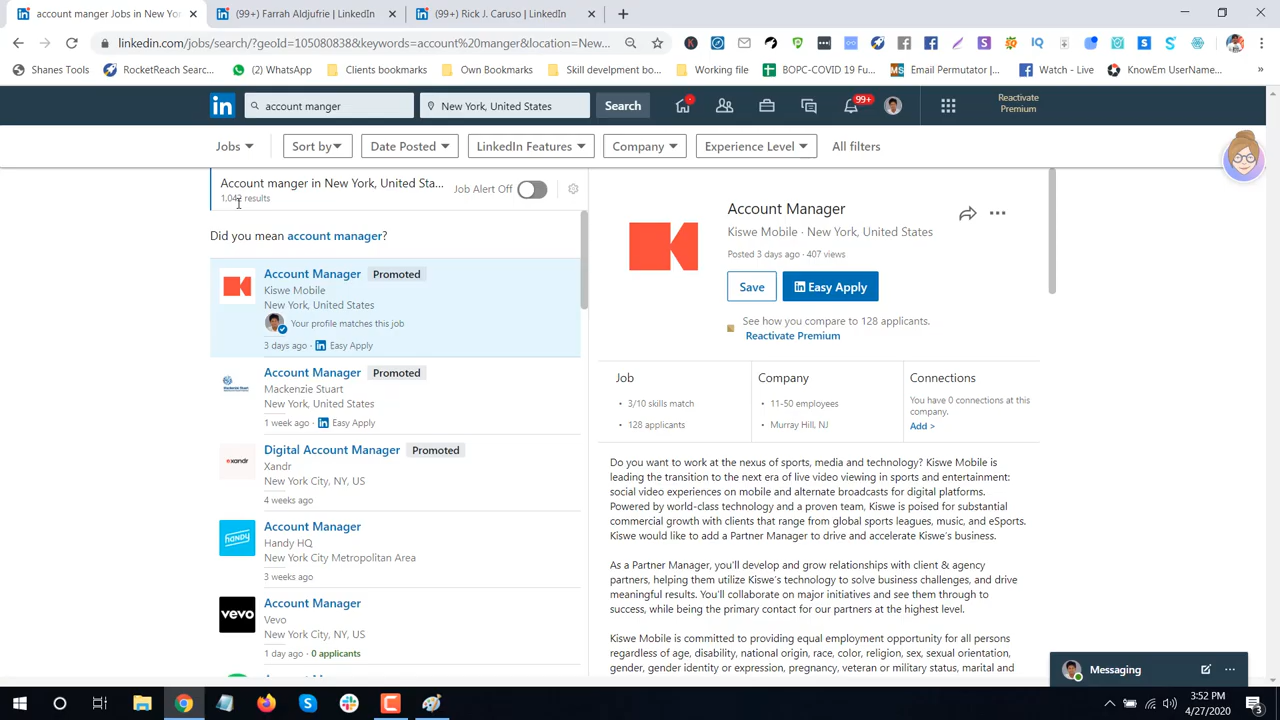 account manger Jobs in New Yor
(99+) Farrah Aldjufrie | LinkedIn
(99+) Rick J. Caruso | LinkedIn
linkedin.com/jobs/search/?geoId=105080838&keywords=account%20manger&location=New...
Shanes Tools
RocketReach Searc...
(2) WhatsApp
Clients bookmarks
Own Bookmarks
Skill develpment bo...
Working file
BOPC-COVID 19 Fu...
Email Permutator |...
Watch - Live
KnowEm UserName...
account manger
New York, United States
Search
99+
Reactivate
Premium
Jobs
Sort by
Date Posted
LinkedIn Features
Company
Experience Level
All filters
Account manger in New York, United Sta...
results
Job Alert Off
Did you mean account manager?
Account Manager
Promoted
Kiswe Mobile
New York, United States
Your profile matches this job
3 days ago · Easy Apply
Account Manager
Promoted
Mackenzie Stuart
New York, United States
1 week ago · Easy Apply
Digital Account Manager
Promoted
xandr
Xandr
New York City, NY, US
4 weeks ago
Account Manager
handy
Handy HQ
New York City Metropolitan Area
3 weeks ago
Account Manager
vevo
Vevo
New York City, NY, US
1 day ago · 0 applicants
Account Manager
Kiswe Mobile · New York, United States
Posted 3 days ago · 407 views
Save
Easy Apply
See how you compare to 128 applicants.
Reactivate Premium
Job
• 3/10 skills match
• 128 applicants
Company
• 11-50 employees
• Murray Hill, NJ
Connections
You have 0 connections at this
company.
Add >
Do you want to work at the nexus of sports, media and technology? Kiswe Mobile is
leading the transition to the next era of live video viewing in sports and entertainment:
social video experiences on mobile and alternate broadcasts for digital platforms.
Powered by world-class technology and a proven team, Kiswe is poised for substantial
commercial growth with clients that range from global sports leagues, music, and eSports.
Kiswe would like to add a Partner Manager to drive and accelerate Kiswe's business.
As a Partner Manager, you'll develop and grow relationships with client & agency
partners, helping them utilize Kiswe's technology to solve business challenges, and drive
meaningful results. You'll collaborate on major initiatives and see them through to
success, while being the primary contact for our partners at the highest level.
Kiswe Mobile is committed to providing equal employment opportunity for all persons
regardless of age, disability, national origin, race, color, religion, sex, sexual orientation,
gender, gender identity or expression, pregnancy, veteran or military status, marital and
Messaging
3:52 PM
4/27/2020
3